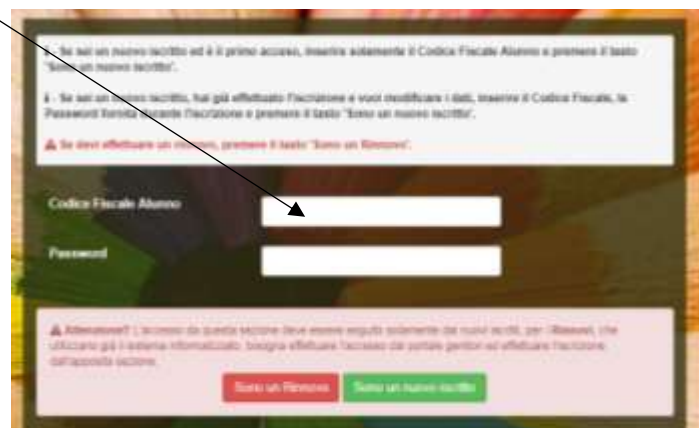 - Se sei un nuovo iscritto ed è il primo accesso, inserire solamente il Codice Fiscale Alunno e premere il tasto
"Sono un nuovo iscritto".
- Se sei un nuovo iscritto, hai già effettuato l'iscrizione e vuoi modificare i dati, inserire il Codice Fiscale, la
Password fornita durante l'iscrizione e premere il tasto "Sono un nuovo iscritto".
Se devi effettuare un rinnovo, premere il tasto "Sono un Rinnovo".
Codice Fiscale Alunno
Password
Attenzione! L'accesso da questa sezione deve essere eseguito solamente dai nuovi iscritti, per i Rinnovi, che
utilizzano già il sistema informatizzato, bisogna effettuare l'accesso dal portale genitori ed effettuare l'iscrizione
dall'apposita sezione.
Sono un Rinnovo Sono un nuovo iscritto